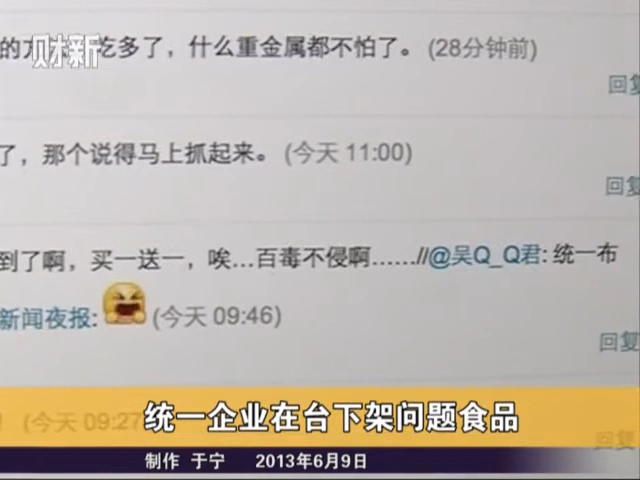 财新
的方 吃多了，什么重金属都不怕了。 (28分钟前)
回复
了，那个说得马上抓起来。 (今天 11:00)
回复
到了啊，买一送一，唉…百毒不侵啊……//@吴Q_Q君: 统一布
新闻夜报: (今天 09:46)
回复
! (今天 09:27
统一企业在台下架问题食品
回复
制作 于宁 2013年6月9日